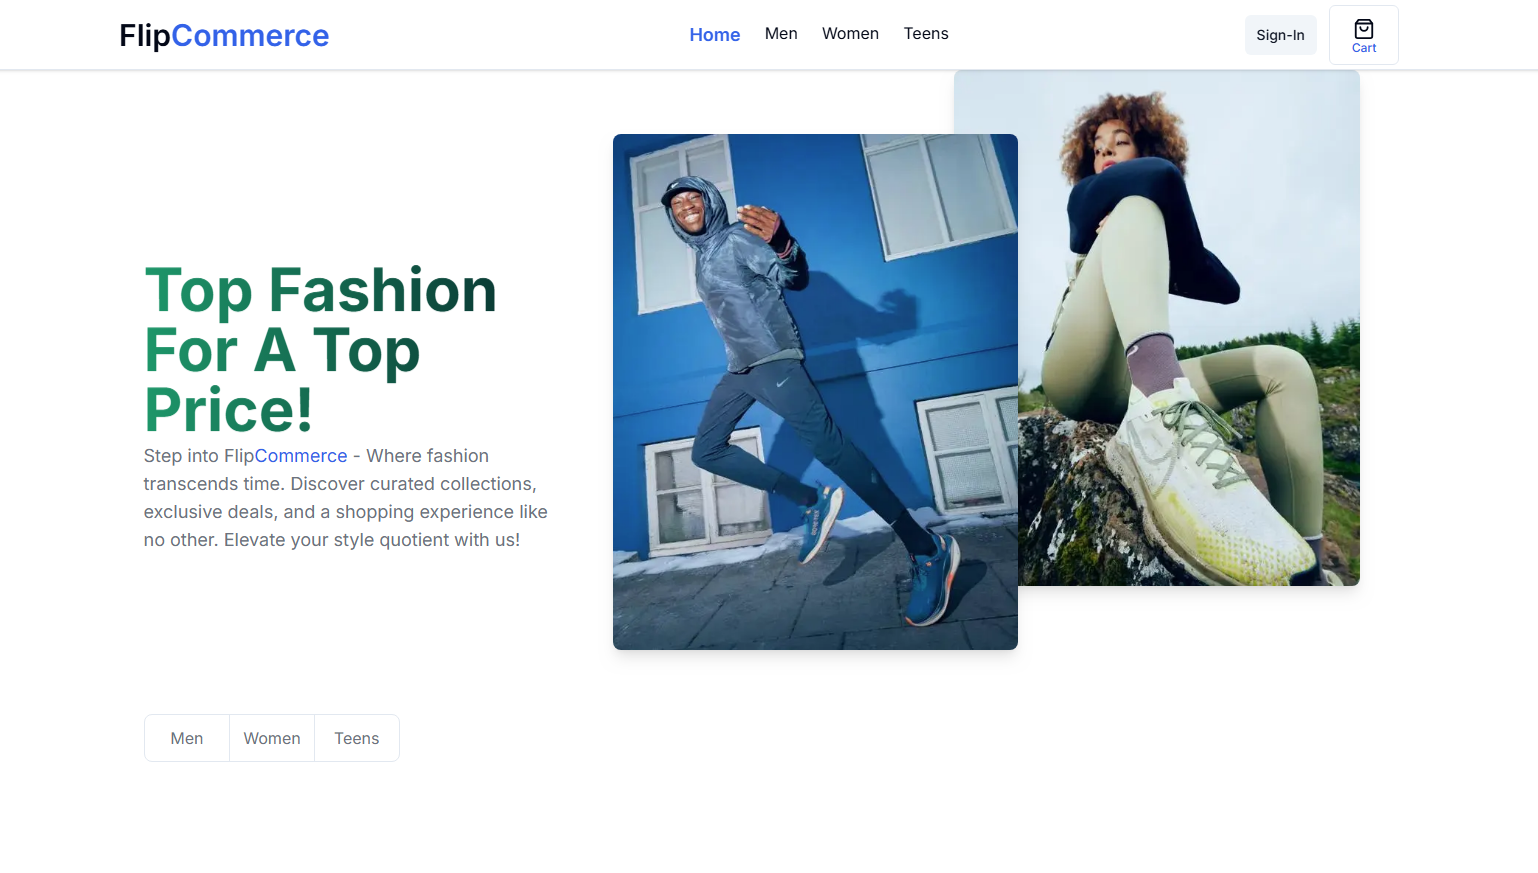 FlipCommerce
Home Men Women Teens
Sign-In
Cart
Top Fashion
For A Top
Price!
Step into FlipCommerce - Where fashion
transcends time. Discover curated collections,
exclusive deals, and a shopping experience like
no other. Elevate your style quotient with us!
Men Women Teens